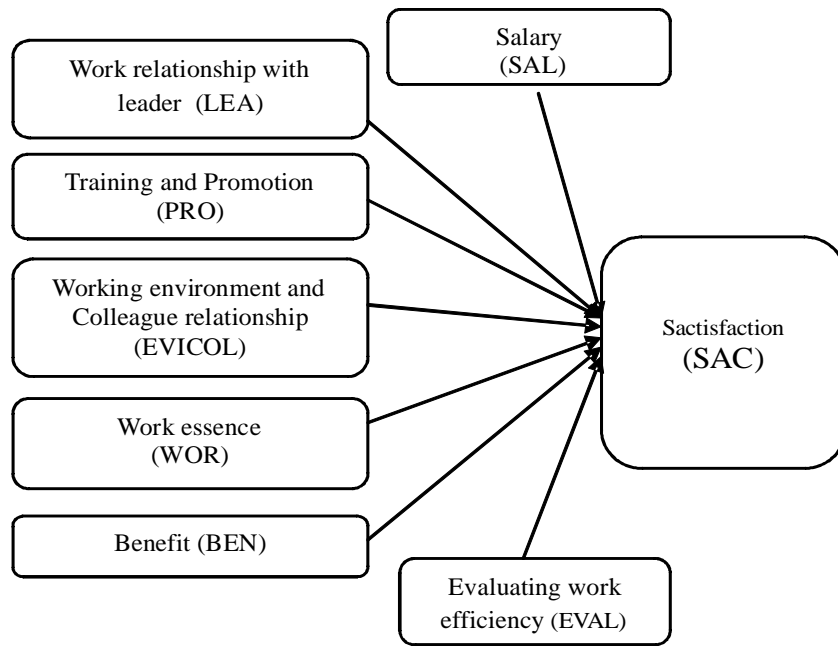 Work relationship with
leader (LEA)
Salary
(SAL)
Training and Promotion
(PRO)
Working environment and
Colleague relationship
(EVICOL)
Sactisfaction
(SAC)
Work essence
(WOR)
Benefit (BEN)
Evaluating work
efficiency (EVAL)